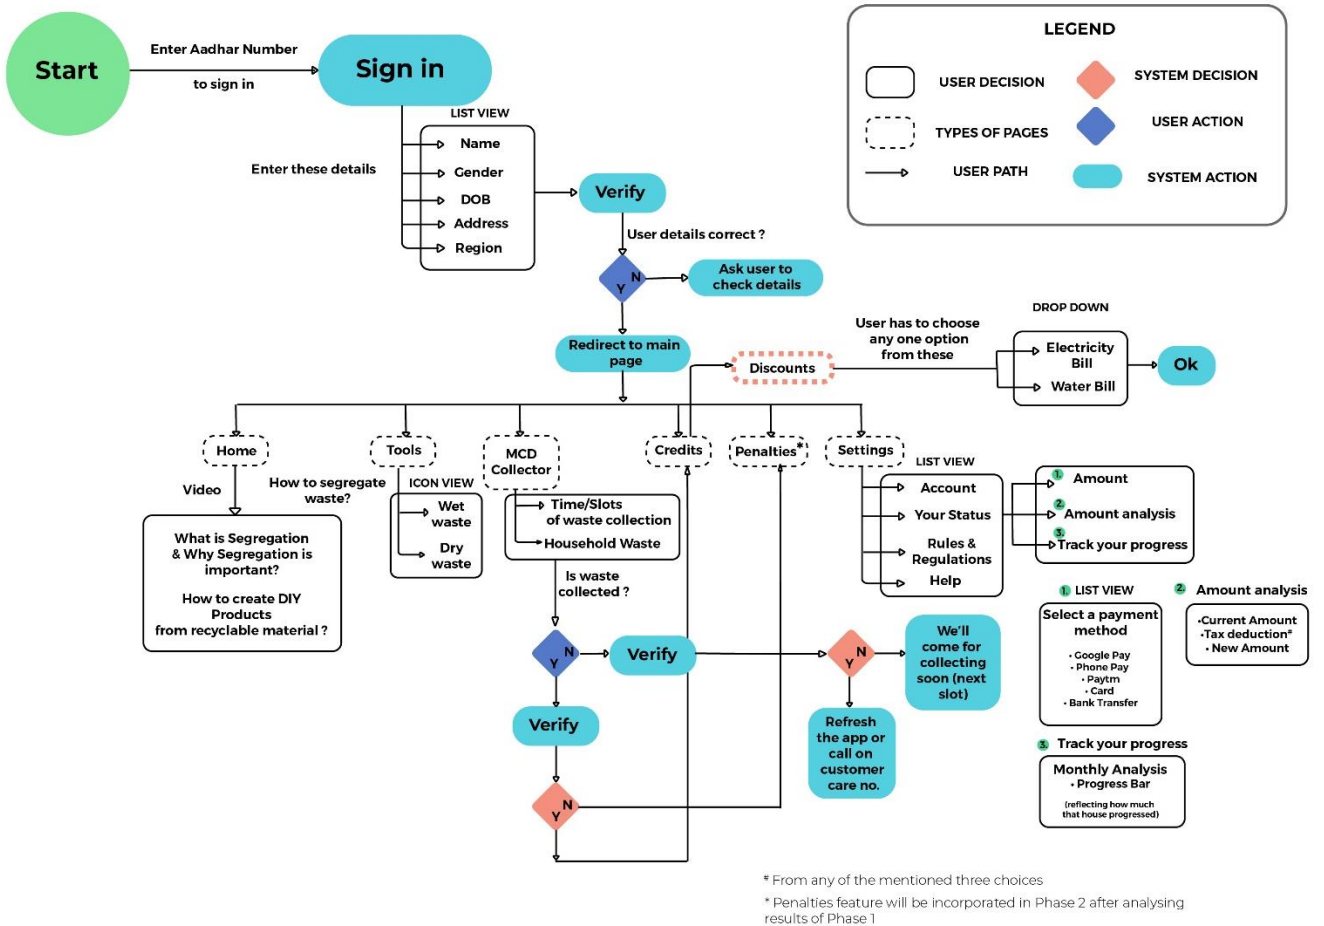 Start
Enter Aadhar Number
to sign in
Sign in
LEGEND
USER DECISION
SYSTEM DECISION
TYPES OF PAGES
USER ACTION
USER PATH
SYSTEM ACTION
LIST VIEW
Enter these details
Name
Gender
DOB
Address
Region
Verify
User details correct ?
N
Y
Ask user to
check details
Redirect to main
page
Discounts
User has to choose
any one option
from these
DROP DOWN
Electricity
Bill
Water Bill
Ok
Home
Tools
MCD
Collector
Credits
Penalties*
Settings
Video
What is Segregation
& Why Segregation is
important?
How to create DIY
Products
from recyclable material ?
How to segregate
waste?
ICON VIEW
Wet
waste
Dry
waste
Time/Slots
of waste collection
Household Waste
Is waste
collected ?
N
Y
Verify
N
Y
We'll
come for
collecting
soon (next
slot)
Refresh
the app or
call on
customer
care no.
Verify
N
Y
LIST VIEW
Account
Your Status
Rules &
Regulations
Help
1.
Amount
2.
Amount analysis
3.
Track your progress
1. LIST VIEW
Select a payment
method
• Google Pay
• Phone Pay
• Paytm
• Card
• Bank Transfer
2. Amount analysis
•Current Amount
•Tax deduction#
• New Amount
3. Track your progress
Monthly Analysis
• Progress Bar
(reflecting how much
that house progressed)
# From any of the mentioned three choices
* Penalties feature will be incorporated in Phase 2 after analysing
results of Phase 1